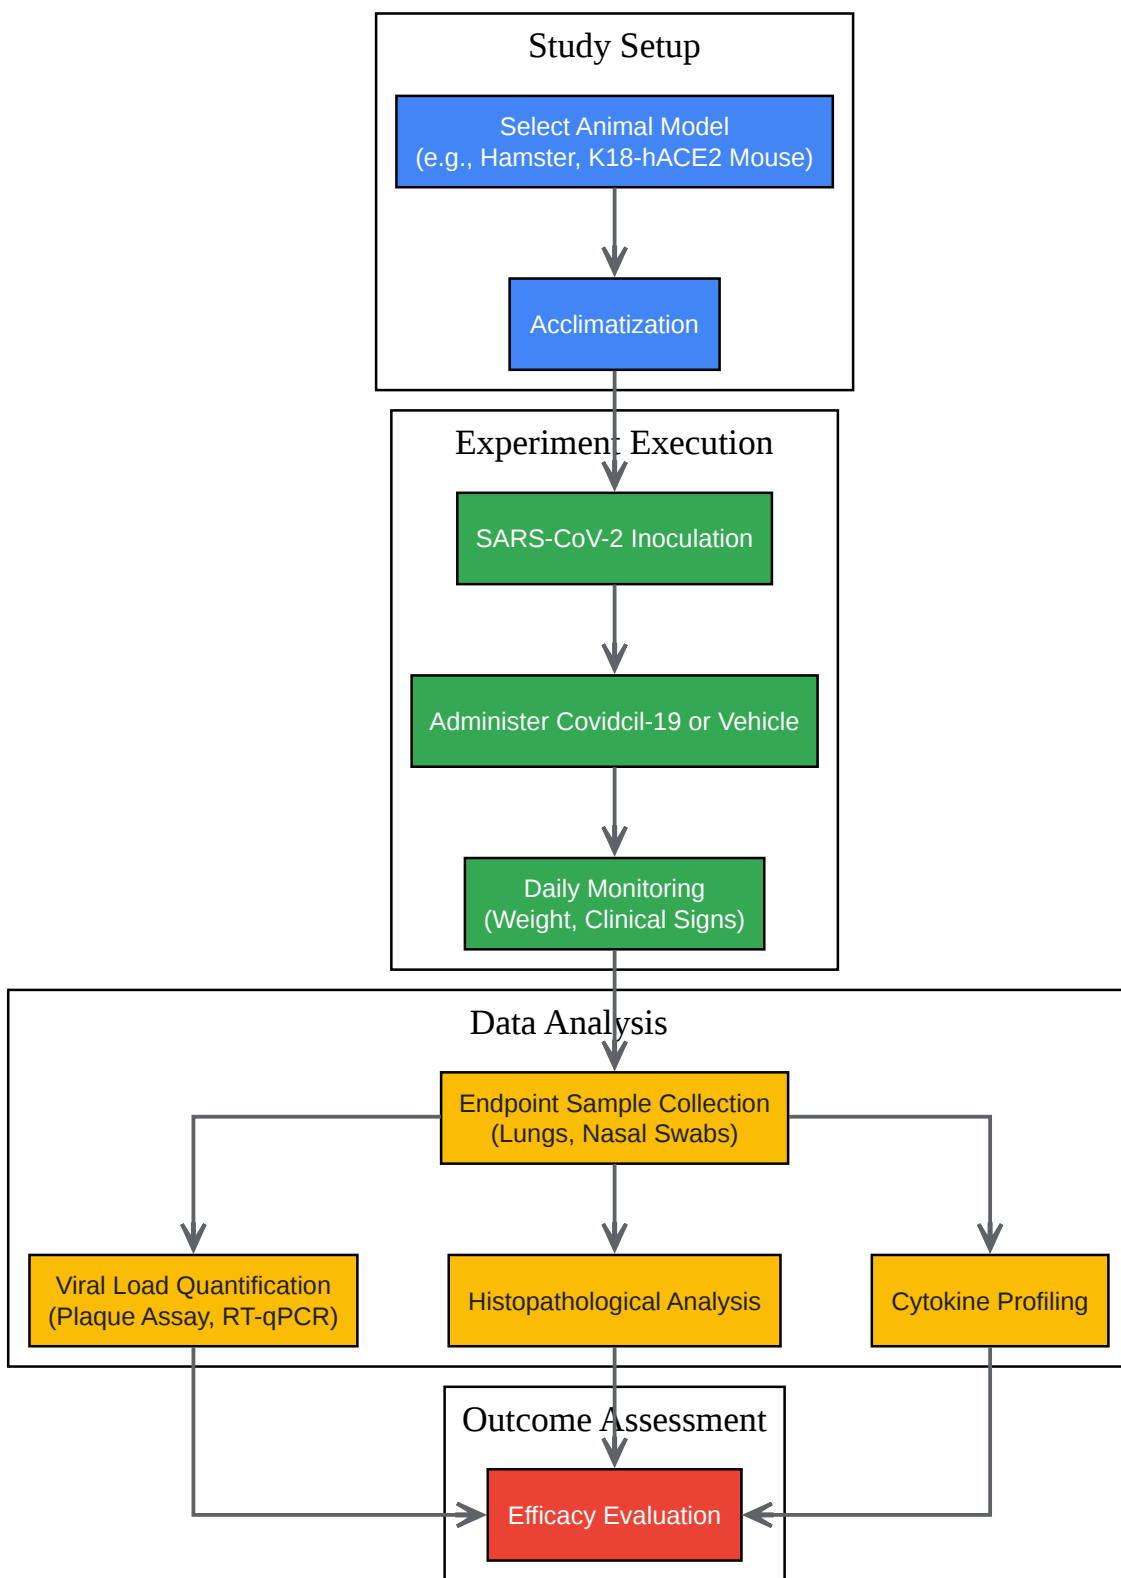 Study Setup
Select Animal Model
(e.g., Hamster, K18-hACE2 Mouse)
Acclimatization
Experiment Execution
SARS-CoV-2 Inoculation
Administer Covidcil-19 or Vehicle
Daily Monitoring
(Weight, Clinical Signs)
Data Analysis
Endpoint Sample Collection
(Lungs, Nasal Swabs)
Viral Load Quantification
(Plaque Assay, RT-qPCR)
Histopathological Analysis
Cytokine Profiling
Outcome Assessment
Efficacy Evaluation